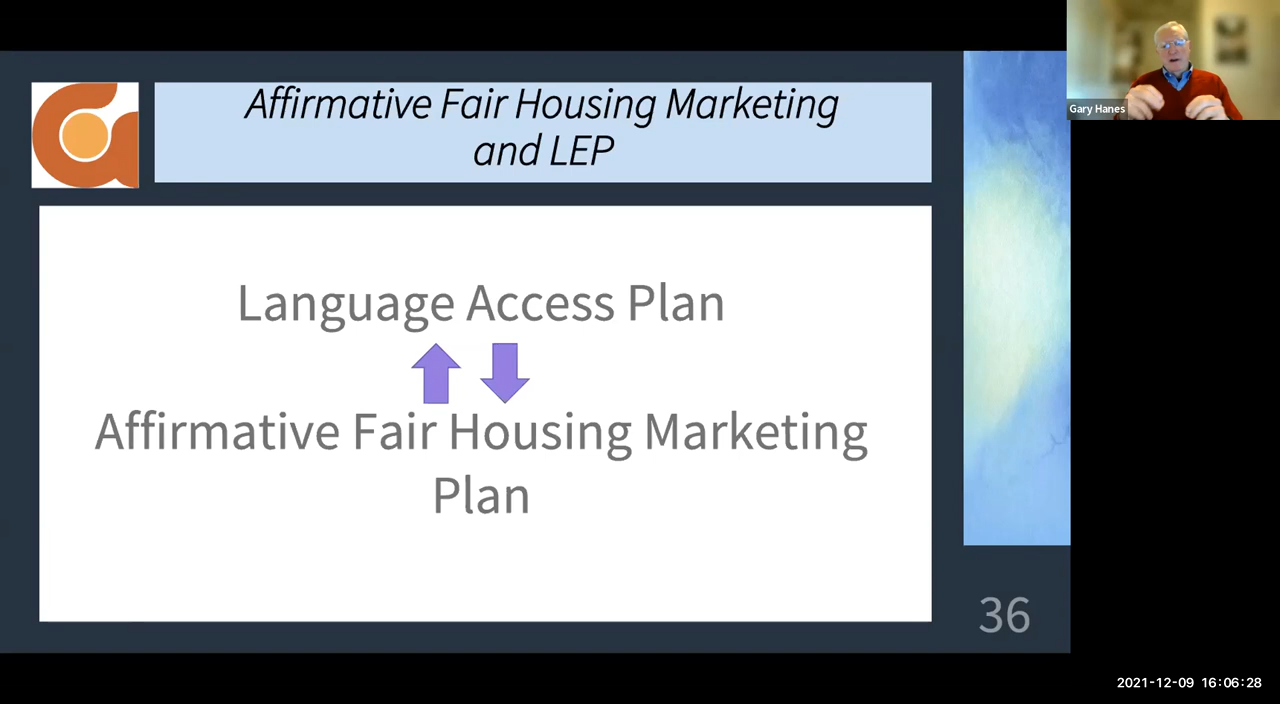 Affirmative Fair Housing Marketing
and LEP
Gary Hanes
Language Access Plan
Affirmative Fair Housing Marketing
Plan
36
2021-12-09 16:06:28